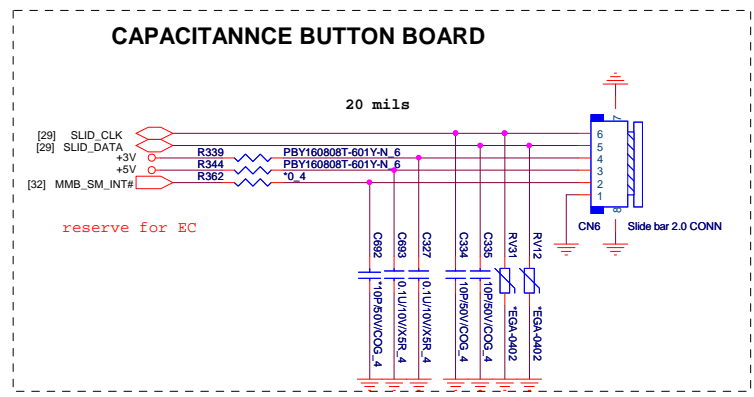 CAPACITANNCE BUTTON BOARD
20 mils
[29] SLID_CLK
[29] SLID_DATA
+3V R339 PBY160808T-601Y-N_6
+5V R344 PBY160808T-601Y-N_6
[32] MMB_SM_INT# R362 *0_4
reserve for EC
7
6
5
4
3
2
1
8
CN6 Slide bar 2.0 CONN
C692 *10P/50V/COG_4
C693 0.1U/10V/X5R_4
C327 0.1U/10V/X5R_4
C334 10P/50V/COG_4
C335 10P/50V/COG_4
RV31 *EGA-0402
RV12 *EGA-0402